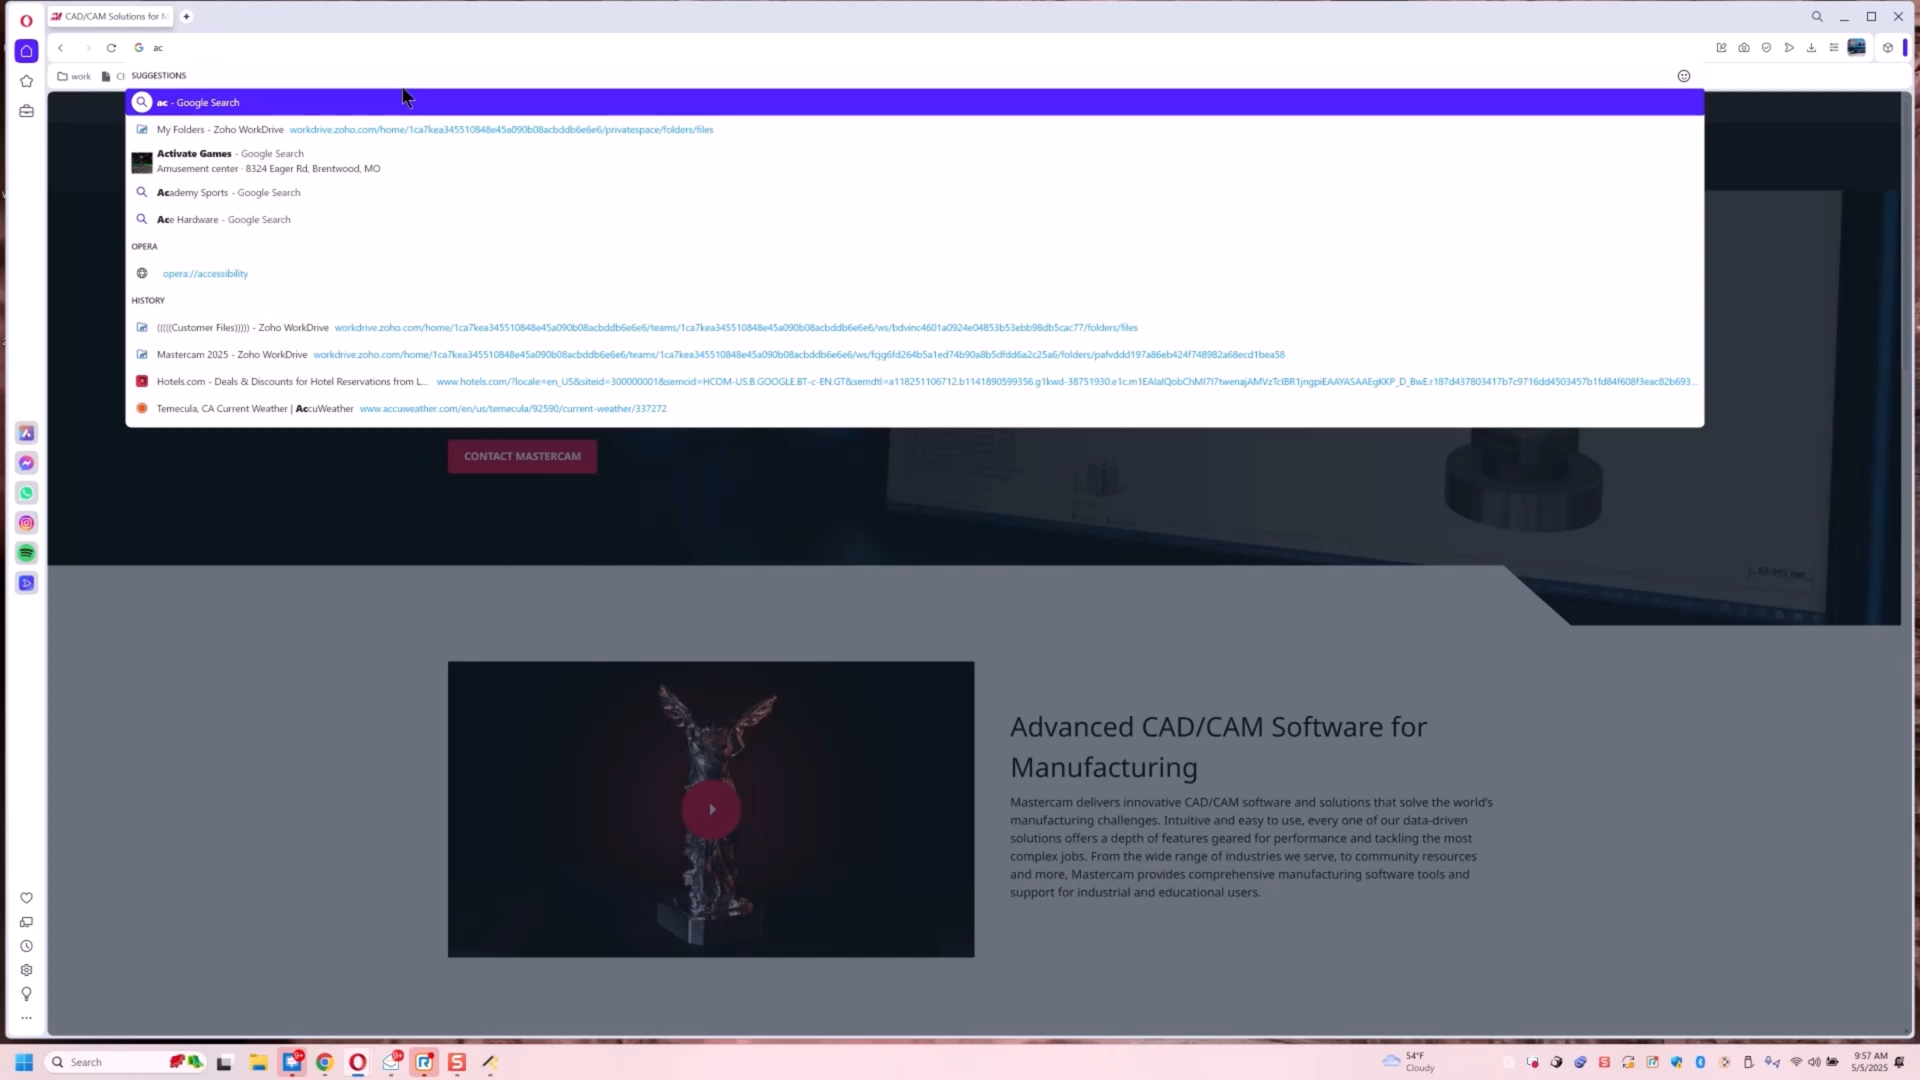 CAD/CAM Solutions for M
ac
work
Cl
SUGGESTIONS
ac - Google Search
My Folders - Zoho WorkDrive workdrive.zoho.com/home/1ca7kea345510848e45a090b08acbddb6e6e6/privatespace/folders/files
Activate Games - Google Search
Amusement center · 8324 Eager Rd, Brentwood, MO
Academy Sports - Google Search
Ace Hardware - Google Search
OPERA
opera://accessibility
HISTORY
(((((Customer Files))))) - Zoho WorkDrive workdrive.zoho.com/home/1ca7kea345510848e45a090b08acbddb6e6e6/teams/1ca7kea345510848e45a090b08acbddb6e6e6/ws/bdvinc4601a0924e04853b53ebb98db5cac77/folders/files
Mastercam 2025 - Zoho WorkDrive workdrive.zoho.com/home/1ca7kea345510848e45a090b08acbddb6e6e6/teams/1ca7kea345510848e45a090b08acbddb6e6e6/ws/fcjg6fd264b5a1ed74b90a8b5dfdd6a2c25a6/folders/pafvddd197a86eb424f748982a68ecd1bea58
Hotels.com - Deals & Discounts for Hotel Reservations from L...
Temecula, CA Current Weather | AccuWeather www.accuweather.com/en/us/temecula/92590/current-weather/337272
CONTACT MASTERCAM
Advanced CAD/CAM Software for
Manufacturing
Mastercam delivers innovative CAD/CAM software and solutions that solve the world's
manufacturing challenges. Intuitive and easy to use, every one of our data-driven
solutions offers a depth of features geared for performance and tackling the most
complex jobs. From the wide range of industries we serve, to community resources
and more, Mastercam provides comprehensive manufacturing software tools and
support for industrial and educational users.
Search
9+
9+
54°F
Cloudy
9:57 AM
5/5/2025